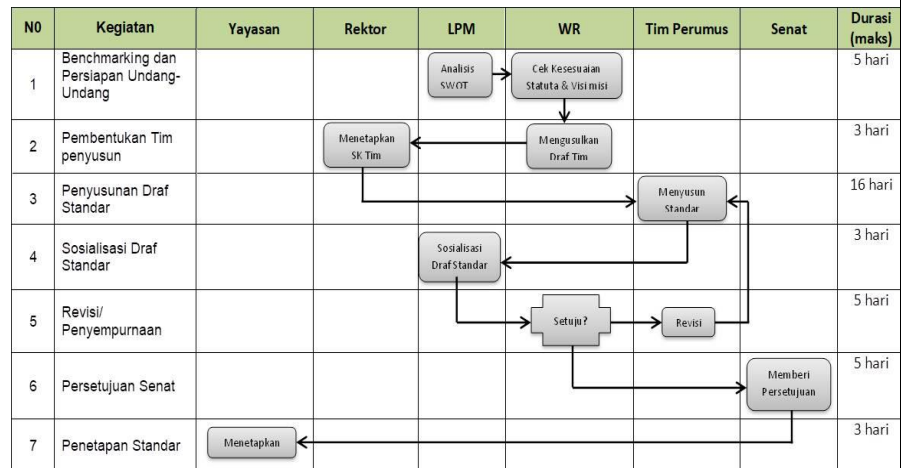 N0 Kegiatan Yayasan Rektor LPM WR Tim Perumus Senat Durasi
(maks)
1
Benchmarking dan
Persiapan Undang-
Undang
Analisis
SWOT
Cek Kesesuaian
Statuta & Visi misi
5 hari
2
Pembentukan Tim
penyusun
Menetapkan
SK Tim
Mengusulkan
Draf Tim
3 hari
3
Penyusunan Draf
Standar
Menyusun
Standar
16 hari
4
Sosialisasi Draf
Standar
Sosialisasi
Draf Standar
3 hari
5
Revisi/
Penyempurnaan
Setuju?
Revisi
5 hari
6
Persetujuan Senat
Memberi
Persetujuan
5 hari
7
Penetapan Standar
Menetapkan
3 hari